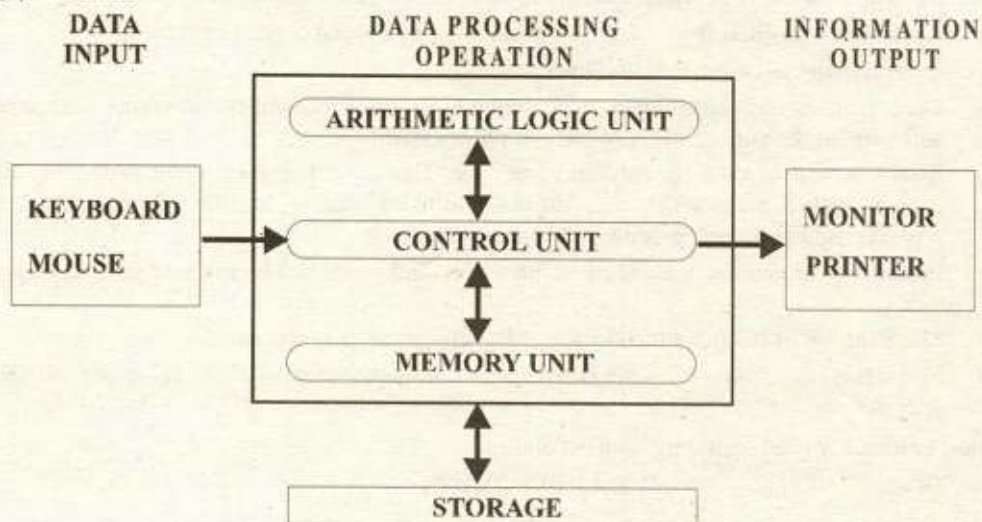 DATA
INPUT
DATA PROCESSING
OPERATION
INFORMATION
OUTPUT
ARITHMETIC LOGIC UNIT
KEYBOARD
MOUSE
CONTROL UNIT
MONITOR
PRINTER
MEMORY UNIT
STORAGE